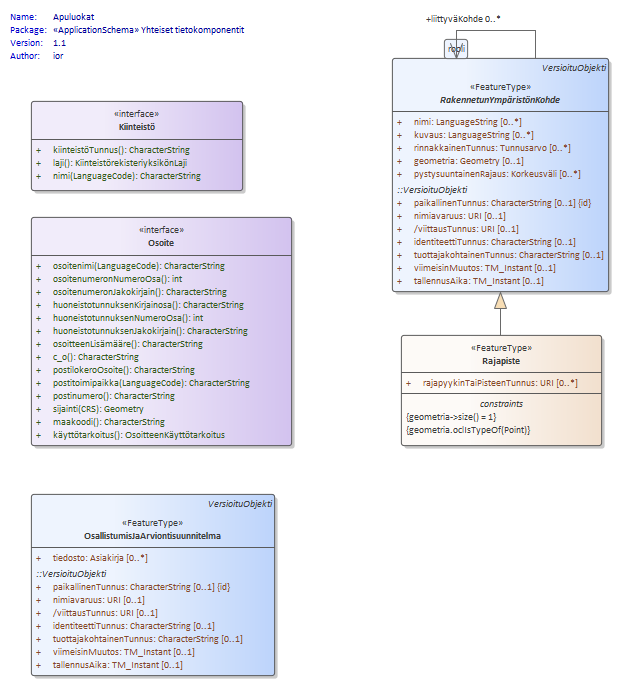 Name: Apuluokat
Package: «ApplicationSchema» Yhteiset tietokomponentit
Version: 1.1
Author: ior
+liittyväKohde 0..*
rooli
VersioituObjekti
«FeatureType»
RakennetunYmpäristönKohde
+ nimi: LanguageString [0..*]
+ kuvaus: LanguageString [0..*]
+ rinnakkainenTunnus: Tunnusarvo [0..*]
+ geometria: Geometry [0..1]
+ pystysuuntainenRajaus: Korkeusväli [0..*]
::VersioituObjekti
+ paikallinenTunnus: CharacterString [0..1] {id}
+ nimiavaruus: URI [0..1]
+ /viittausTunnus: URI [0..1]
+ identeettiTunnus: CharacterString [0..1]
+ tuottajakohtainenTunnus: CharacterString [0..1]
+ viimeisinMuutos: TM_Instant [0..1]
+ tallennusAika: TM_Instant [0..1]
«interface»
Kiinteistö
+ kiinteistöTunnus(): CharacterString
+ laji(): KiinteistörekisteriyksikönLaji
+ nimi(LanguageCode): CharacterString
«interface»
Osoite
+ osoitenimi(LanguageCode): CharacterString
+ osoitenumeronNumeroOsa(): int
+ osoitenumeronJakokirjain(): CharacterString
+ huoneistotunnuksenKirjainosa(): CharacterString
+ huoneistotunnuksenNumeroOsa(): int
+ huoneistotunnuksenJakokirjain(): CharacterString
+ osoitteenLisämääre(): CharacterString
+ c_o(): CharacterString
+ postilokeroOsoite(): CharacterString
+ postitoimipaikka(LanguageCode): CharacterString
+ postinumero(): CharacterString
+ sijainti(CRS): Geometry
+ maakoodi(): CharacterString
+ käyttötarkoitus(): OsoitteenKäyttötarkoitus
«FeatureType»
Rajapiste
+ rajapyykinTaiPisteenTunnus: URI [0..*]
constraints
{geometria->size() = 1}
{geometria.oclIsTypeOf(Point)}
VersioituObjekti
«FeatureType»
OsallistumisJaArviontisuunnitelma
+ tiedosto: Asiakirja [0..*]
::VersioituObjekti
+ paikallinenTunnus: CharacterString [0..1] {id}
+ nimiavaruus: URI [0..1]
+ /viittausTunnus: URI [0..1]
+ identeettiTunnus: CharacterString [0..1]
+ tuottajakohtainenTunnus: CharacterString [0..1]
+ viimeisinMuutos: TM_Instant [0..1]
+ tallennusAika: TM_Instant [0..1]